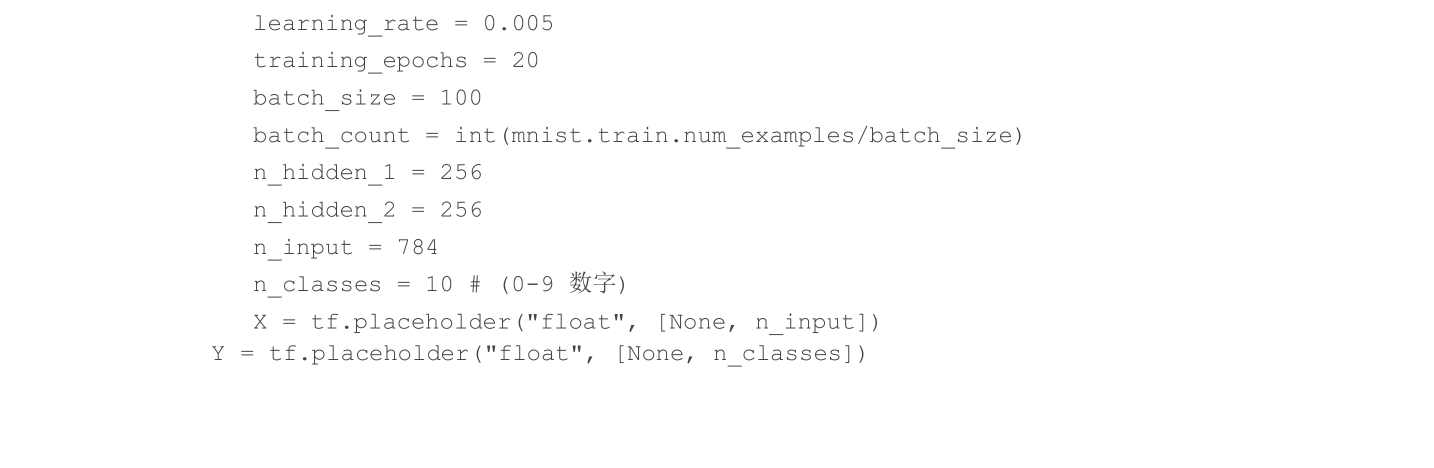 learning_rate = 0.005
training_epochs = 20
batch_size = 100
batch_count = int(mnist.train.num_examples/batch_size)
n_hidden_1 = 256
n_hidden_2 = 256
n_input = 784
n_classes = 10 # (0-9 数字)
X = tf.placeholder("float", [None, n_input])
Y = tf.placeholder("float", [None, n_classes])